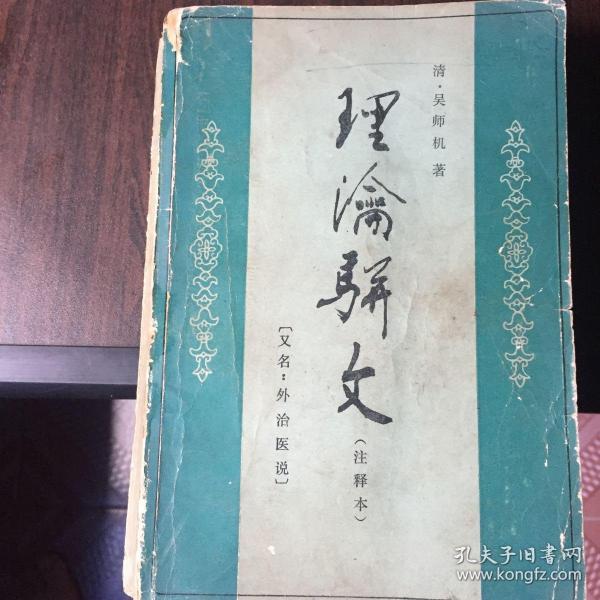 清·吴师机著
理瀹骈文
(注释本)
〔又名：外治医说〕
孔夫子旧书网
www.kongfz.com